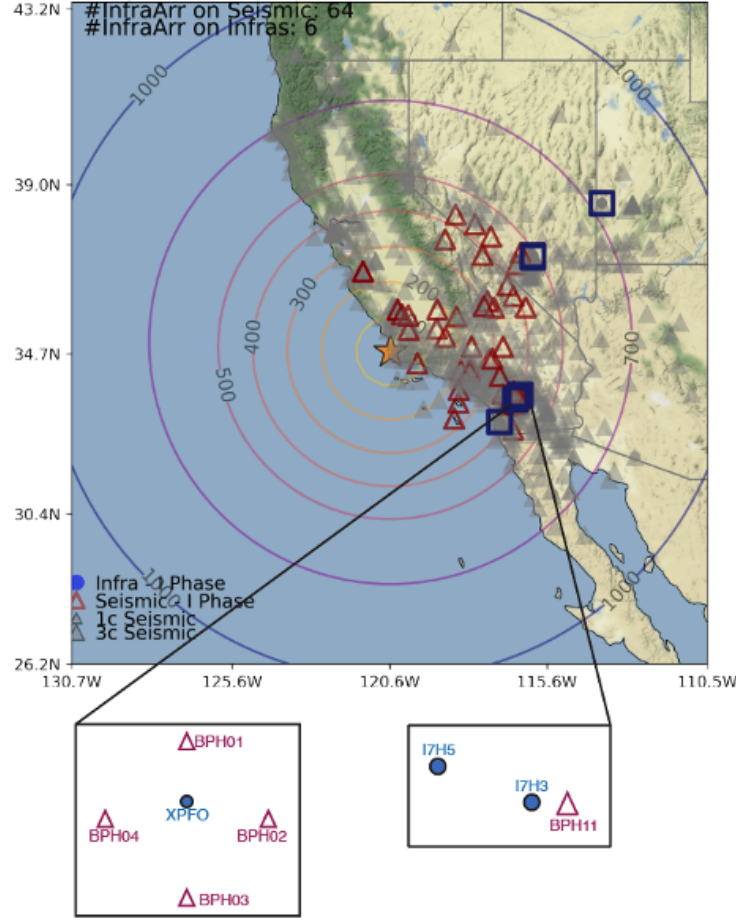 43.2N
#InfraArr on Seismic: 64
#InfraArr on Infras: 6
1000
1000
39.0N
200
300
400
700
34.7N
500
30.4N
Infra - I Phase
1000
Seismic - I Phase
1c Seismic
3c Seismic
26.2N
130.7W
125.6W
120.6W
115.6W
110.5W
BPH01
XPFO
BPH04
BPH02
BPH03
I7H5
I7H3
BPH11